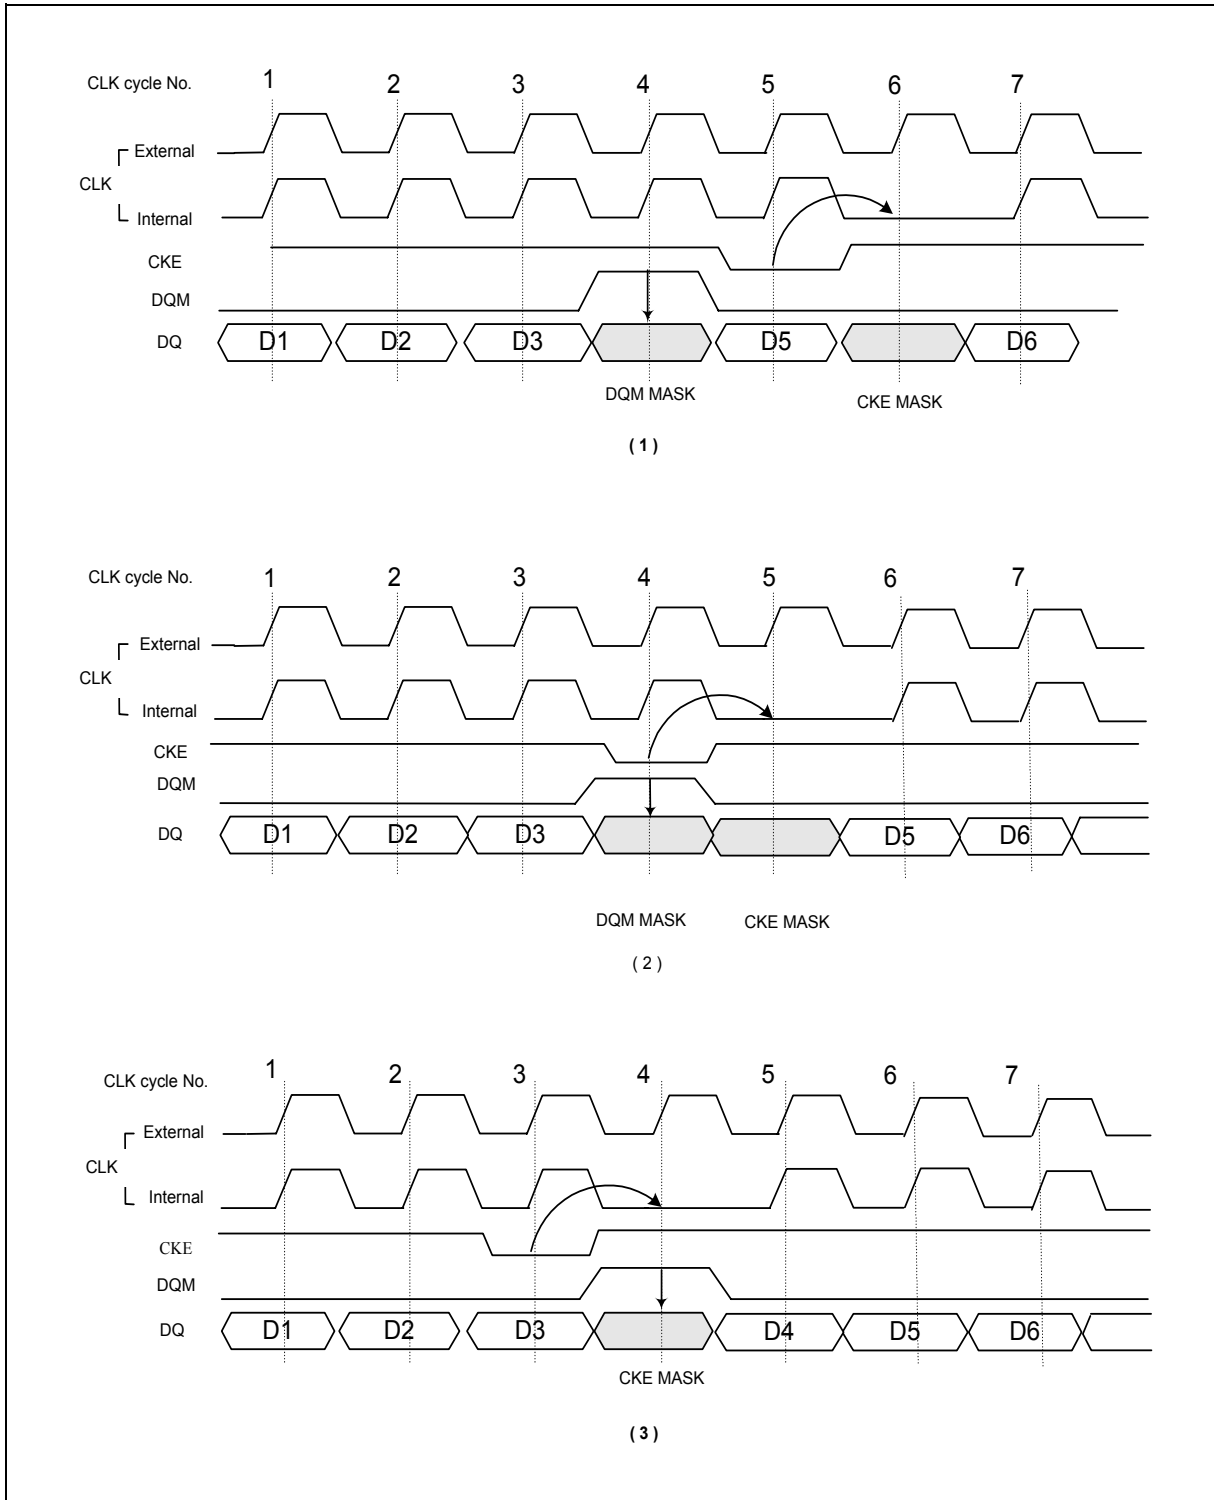 CLK cycle No. 1 2 3 4 5 6 7
External
CLK
Internal
CKE
DQM
DQ D1 D2 D3 D5 D6
DQM MASK CKE MASK
( 1 )
CLK cycle No. 1 2 3 4 5 6 7
External
CLK
Internal
CKE
DQM
DQ D1 D2 D3 D5 D6
DQM MASK CKE MASK
( 2 )
CLK cycle No. 1 2 3 4 5 6 7
External
CLK
Internal
CKE
DQM
DQ D1 D2 D3 D4 D5 D6
CKE MASK
( 3 )